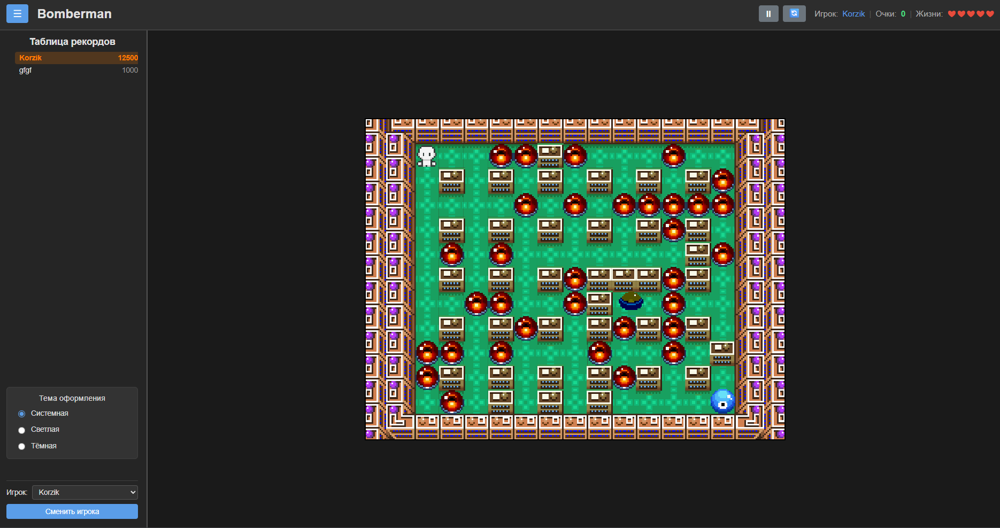 Bomberman
Игрок: Korzik | Очки: 0 | Жизни:
Таблица рекордов
Korzik 12500
gfgf 1000
Тема оформления
Системная
Светлая
Тёмная
Игрок: Korzik
Сменить игрока